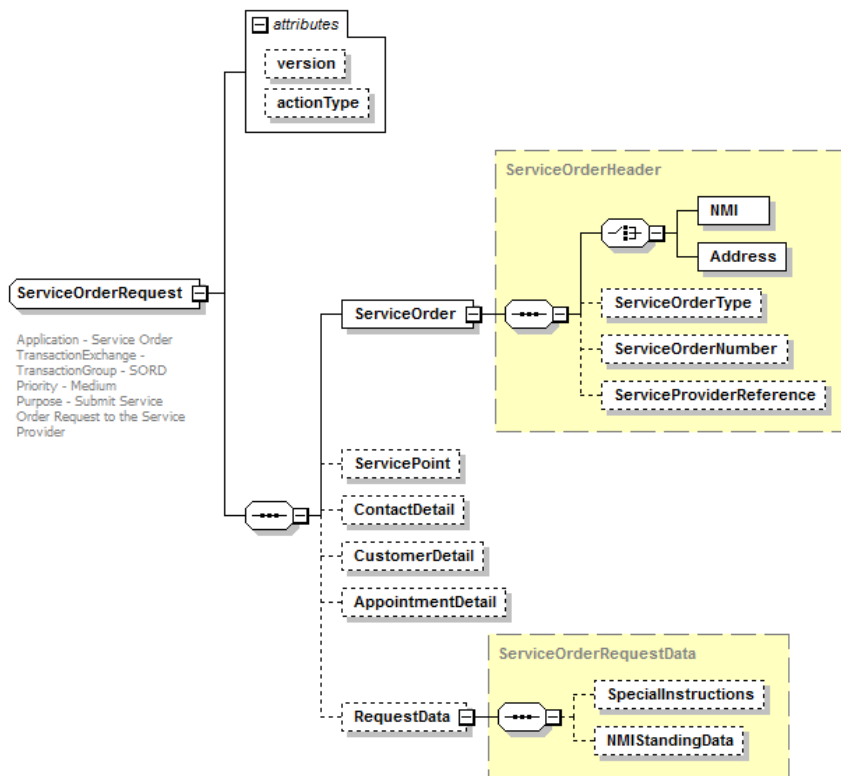 attributes
version
actionType
ServiceOrderHeader
NMI
Address
ServiceOrderRequest
ServiceOrder
ServiceOrderType
ServiceOrderNumber
ServiceProviderReference
Application - Service Order
TransactionExchange -
TransactionGroup - SORD
Priority - Medium
Purpose - Submit Service
Order Request to the Service
Provider
ServicePoint
ContactDetail
CustomerDetail
AppointmentDetail
ServiceOrderRequestData
RequestData
SpecialInstructions
NMIStandingData